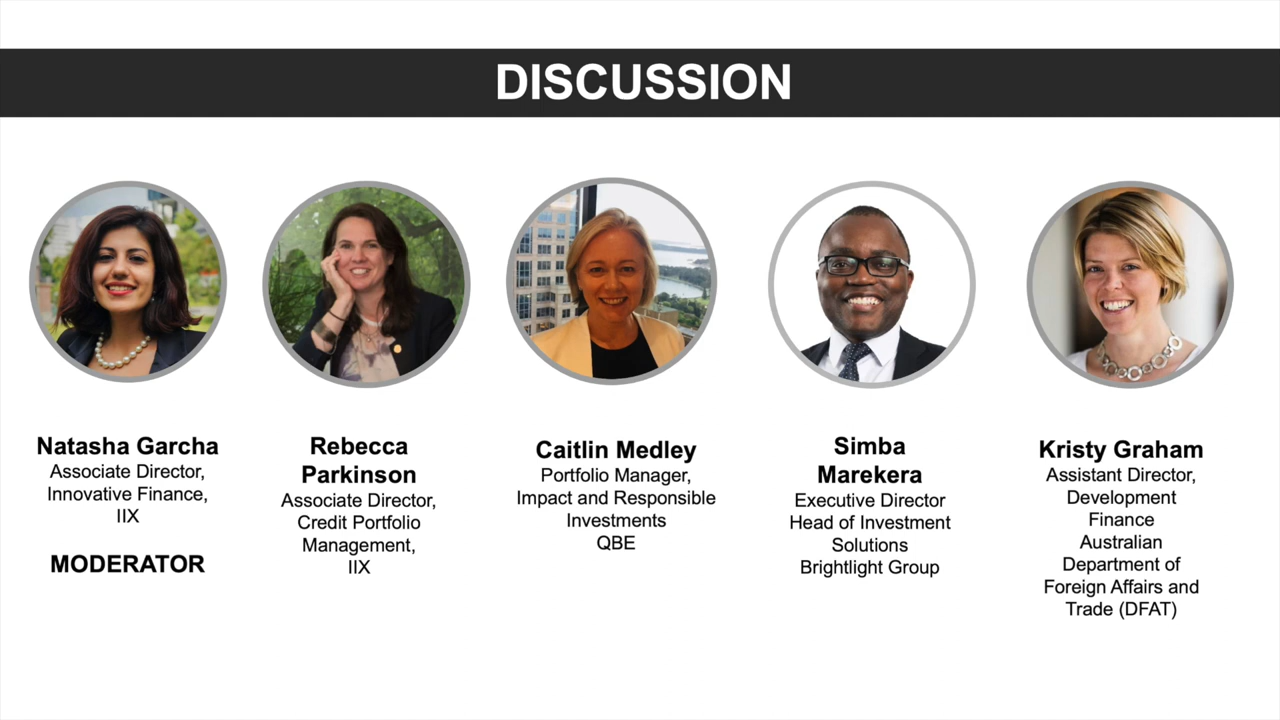 DISCUSSION
Natasha Garcha
Associate Director,
Innovative Finance,
IIX
MODERATOR
Rebecca
Parkinson
Associate Director,
Credit Portfolio
Management,
IIX
Caitlin Medley
Portfolio Manager,
Impact and Responsible
Investments
QBE
Simba
Marekera
Executive Director
Head of Investment
Solutions
Brightlight Group
Kristy Graham
Assistant Director,
Development
Finance
Australian
Department of
Foreign Affairs and
Trade (DFAT)